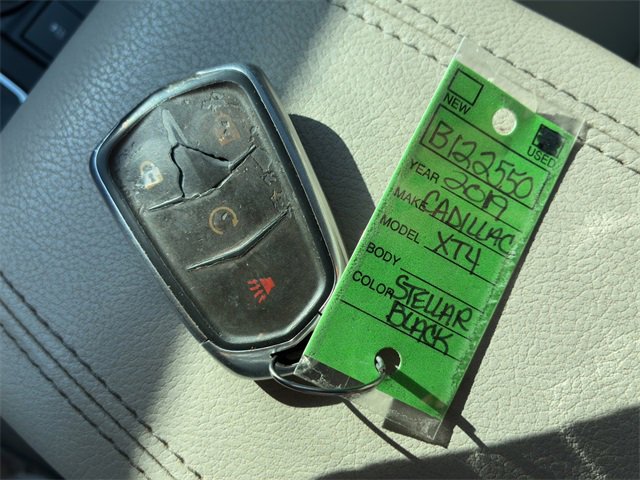 NEW
USED
B122550
YEAR 2019
MAKE CADILLAC
MODEL XT4
BODY
COLOR STELLAR
BLACK